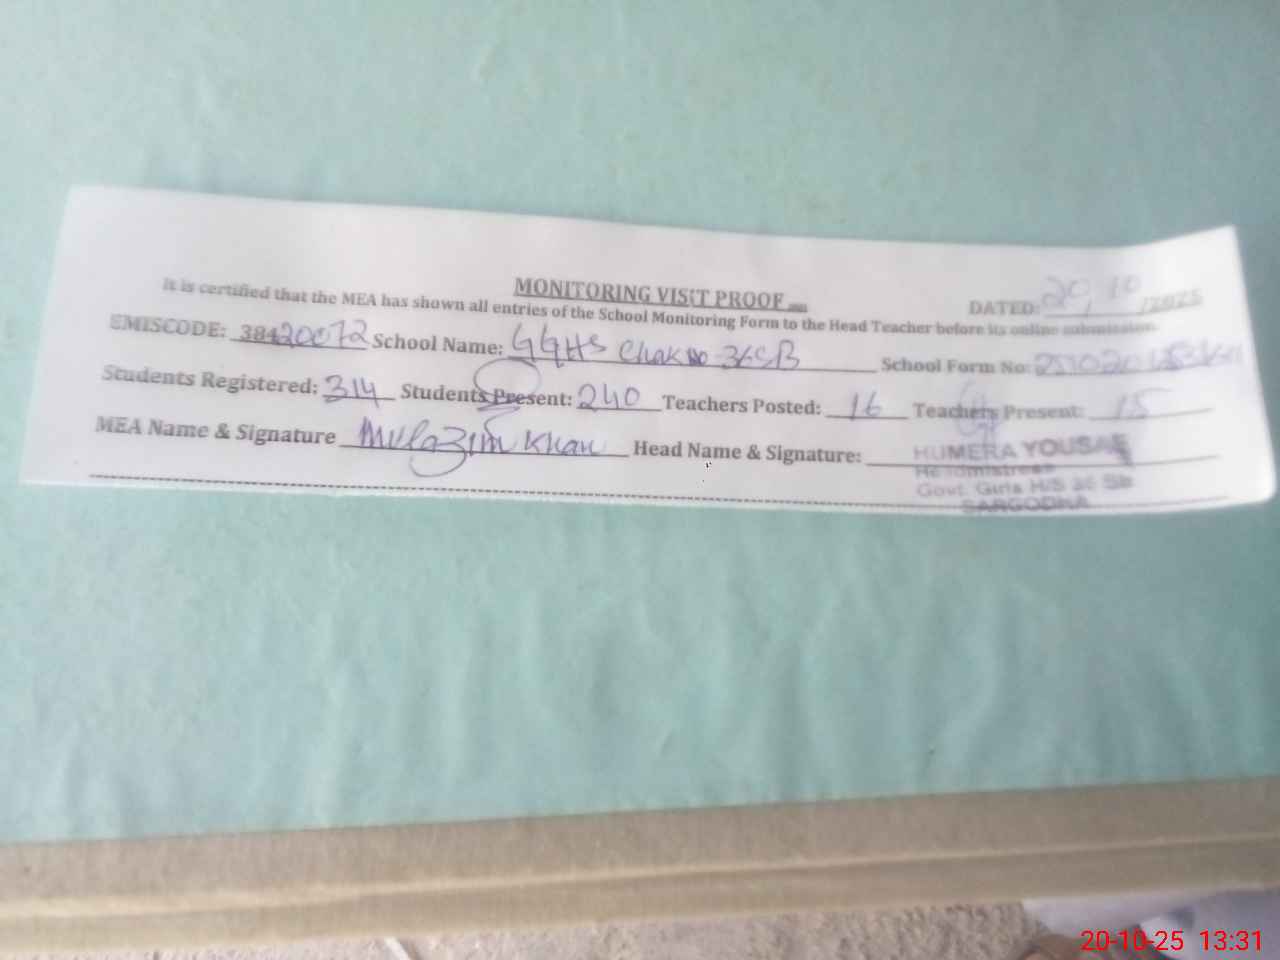 MONITORING VISIT PROOF
DATED: 20/10/2025
It is certified that the MEA has shown all entries of the School Monitoring Form to the Head Teacher before its online submission.
EMISCODE: 38420072 School Name: GGHS Chak no 36SB School Form No:
Students Registered: 314 Students Present: 240 Teachers Posted: 16 Teachers Present: 15
MEA Name & Signature Mulazim Khan Head Name & Signature:
HUMERA YOUSAF
Headmistress
Govt. Girls H/S 36 Sb
SARGODHA
20-10-25 13:31